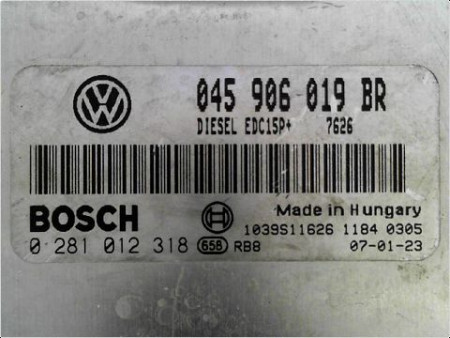 045 906 019 BR
DIESEL EDC15P+ 7626
BOSCH
Made in Hungary
1039S11626 1184 0305
0 281 012 318 658 RB8 07-01-23